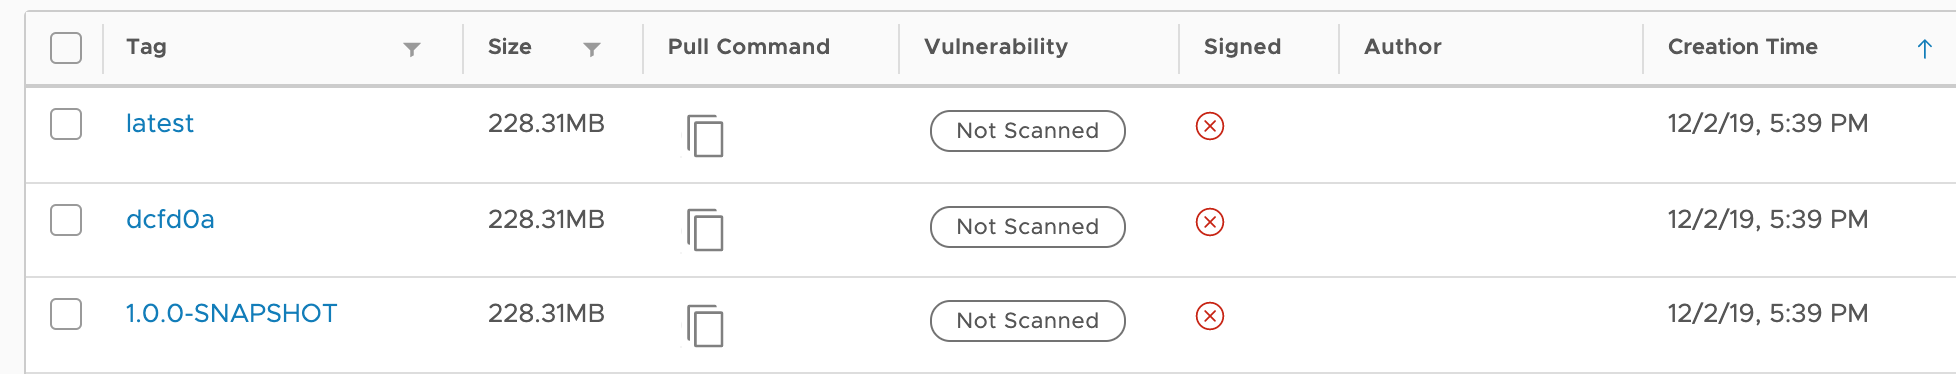 Tag Size Pull Command Vulnerability Signed Author Creation Time
latest 228.31MB Not Scanned 12/2/19, 5:39 PM
dcfd0a 228.31MB Not Scanned 12/2/19, 5:39 PM
1.0.0-SNAPSHOT 228.31MB Not Scanned 12/2/19, 5:39 PM